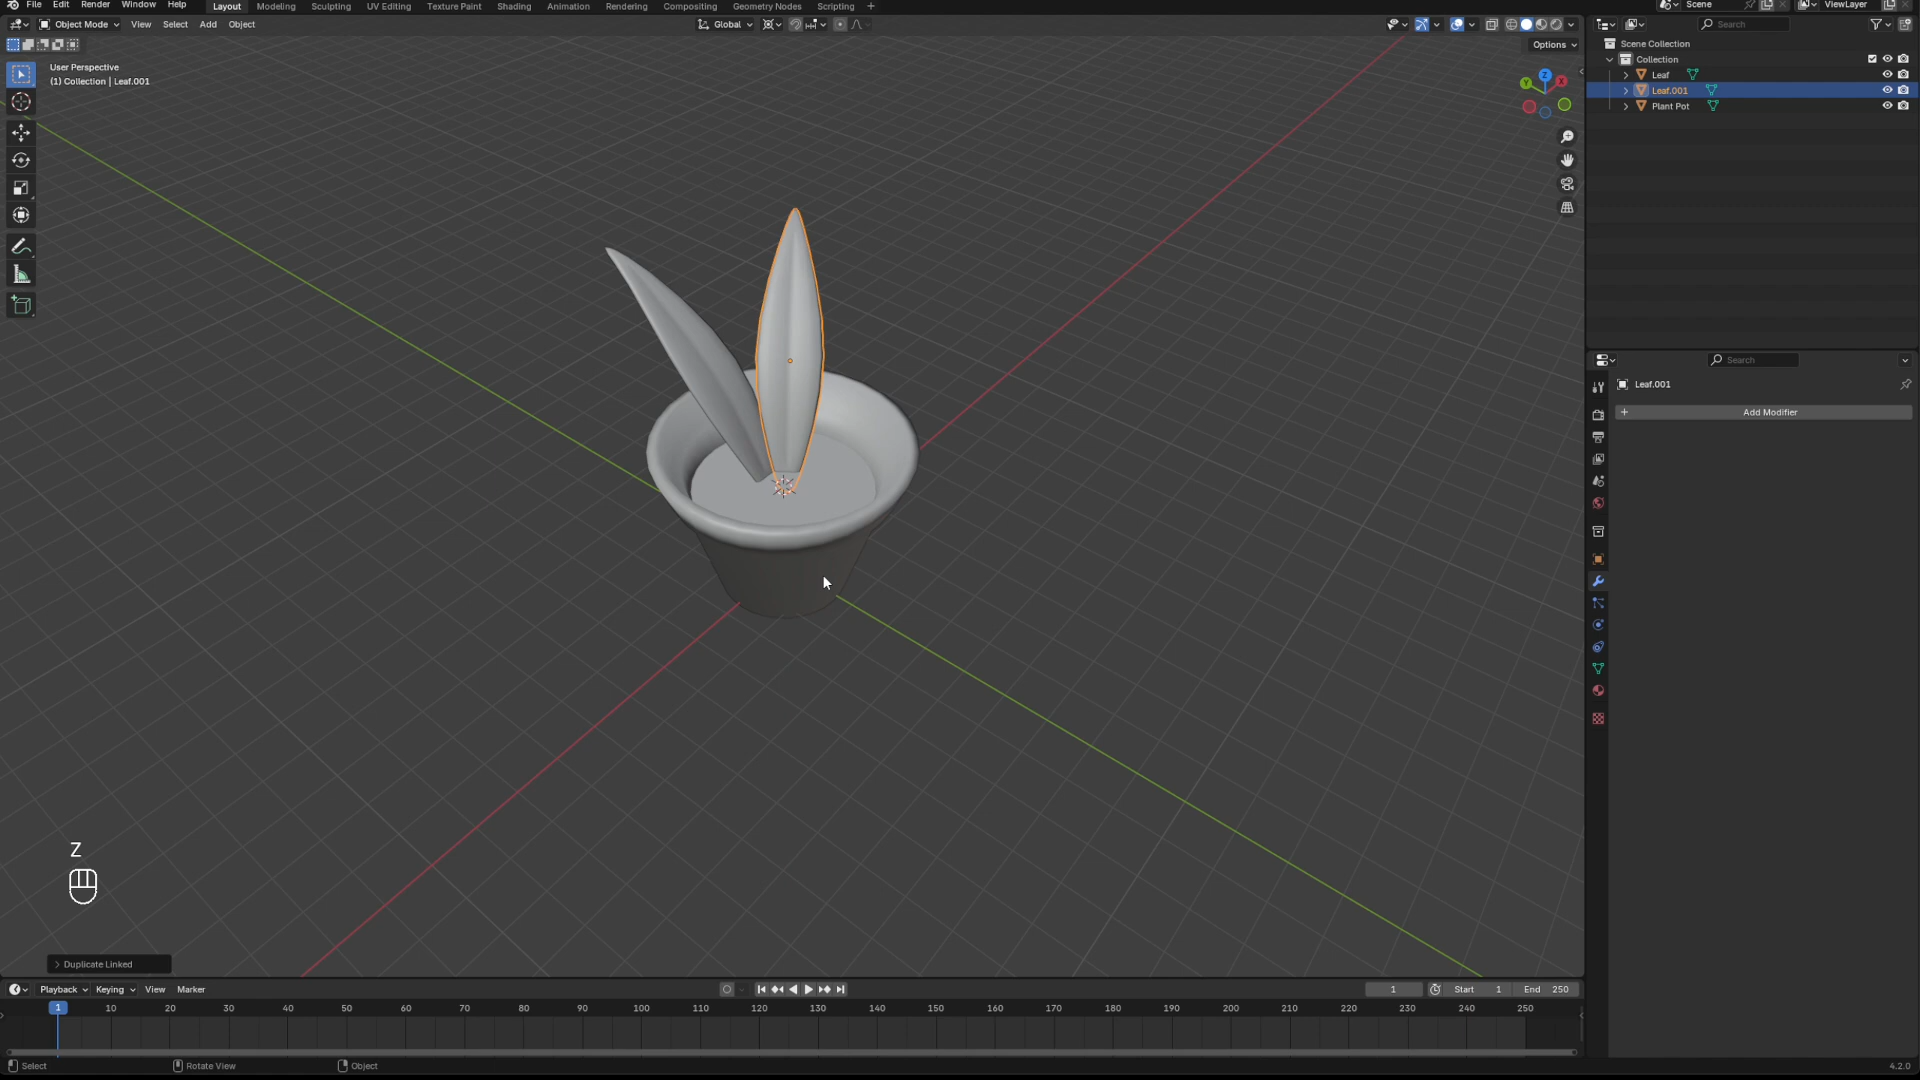 File Edit Render Window Help Layout Modeling Sculpting UV Editing Texture Paint Shading Animation Rendering Compositing Geometry Nodes Scripting + Scene ViewLayer
Object Mode View Select Add Object Global Search
Options
User Perspective
(1) Collection | Leaf.001
Scene Collection
Collection
Leaf
Leaf.001
Plant Pot
Z
X
Y
Search
Leaf.001
+ Add Modifier
Z
> Duplicate Linked
Playback Keying View Marker 1 Start 1 End 250
1 10 20 30 40 50 60 70 80 90 100 110 120 130 140 150 160 170 180 190 200 210 220 230 240 250
Select Rotate View Object 4.2.0